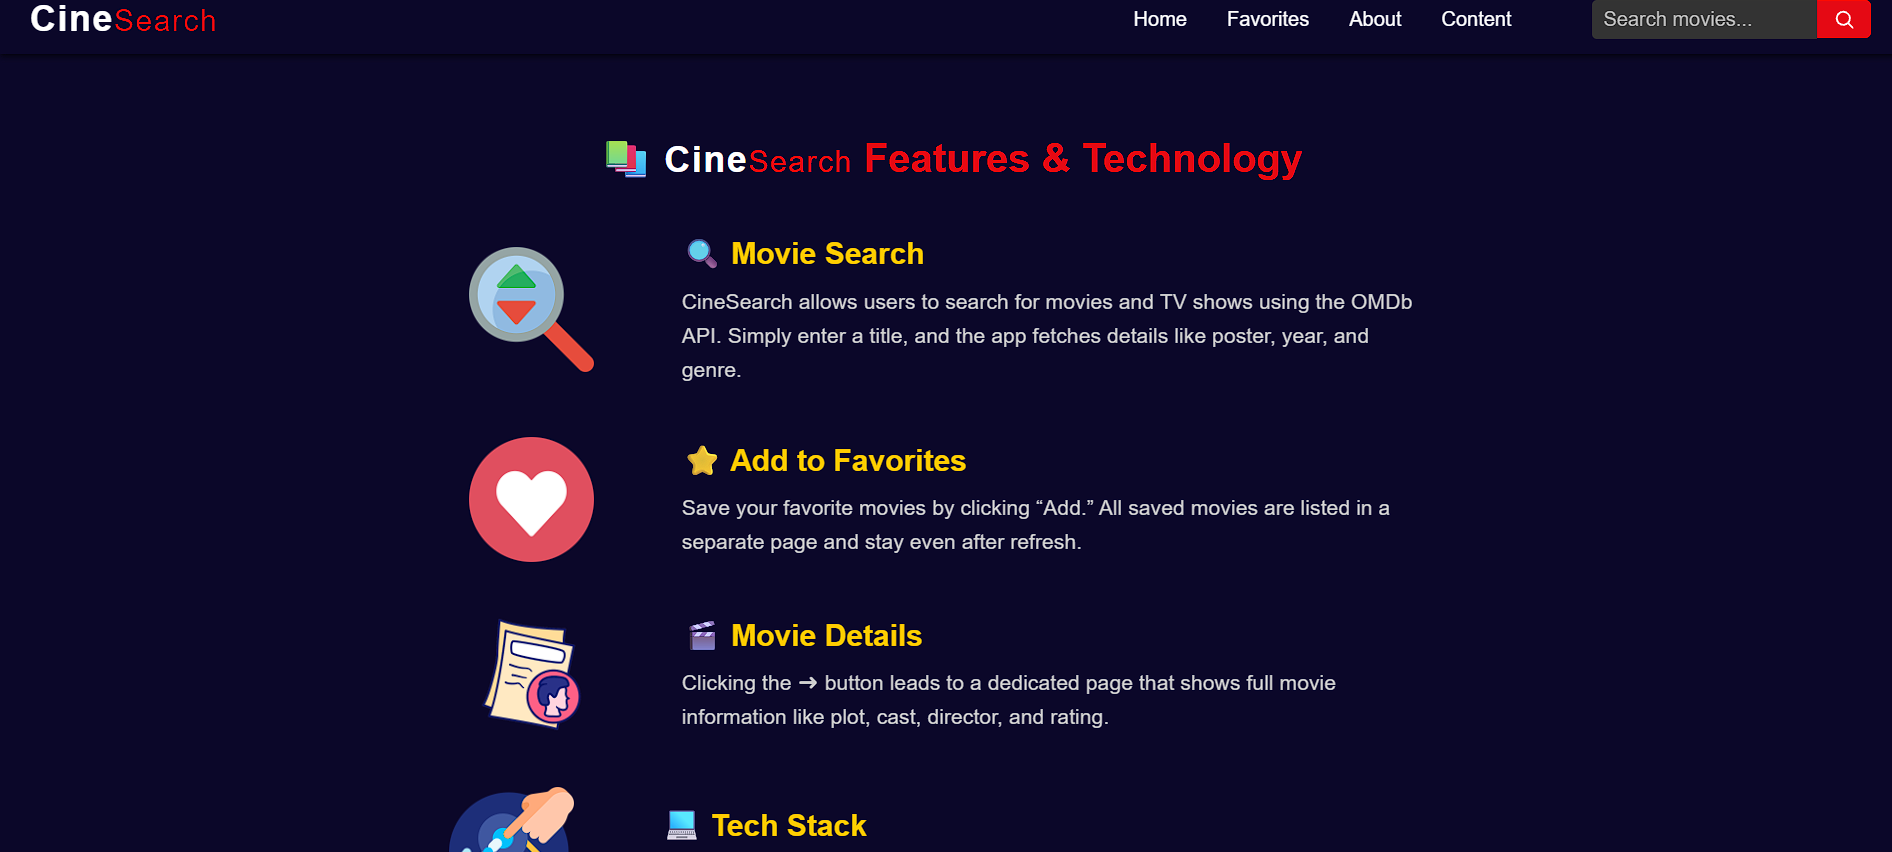 CineSearch Home Favorites About Content Search movies...
CineSearch Features & Technology
Movie Search
CineSearch allows users to search for movies and TV shows using the OMDb
API. Simply enter a title, and the app fetches details like poster, year, and
genre.
Add to Favorites
Save your favorite movies by clicking “Add.” All saved movies are listed in a
separate page and stay even after refresh.
Movie Details
Clicking the ➜ button leads to a dedicated page that shows full movie
information like plot, cast, director, and rating.
Tech Stack